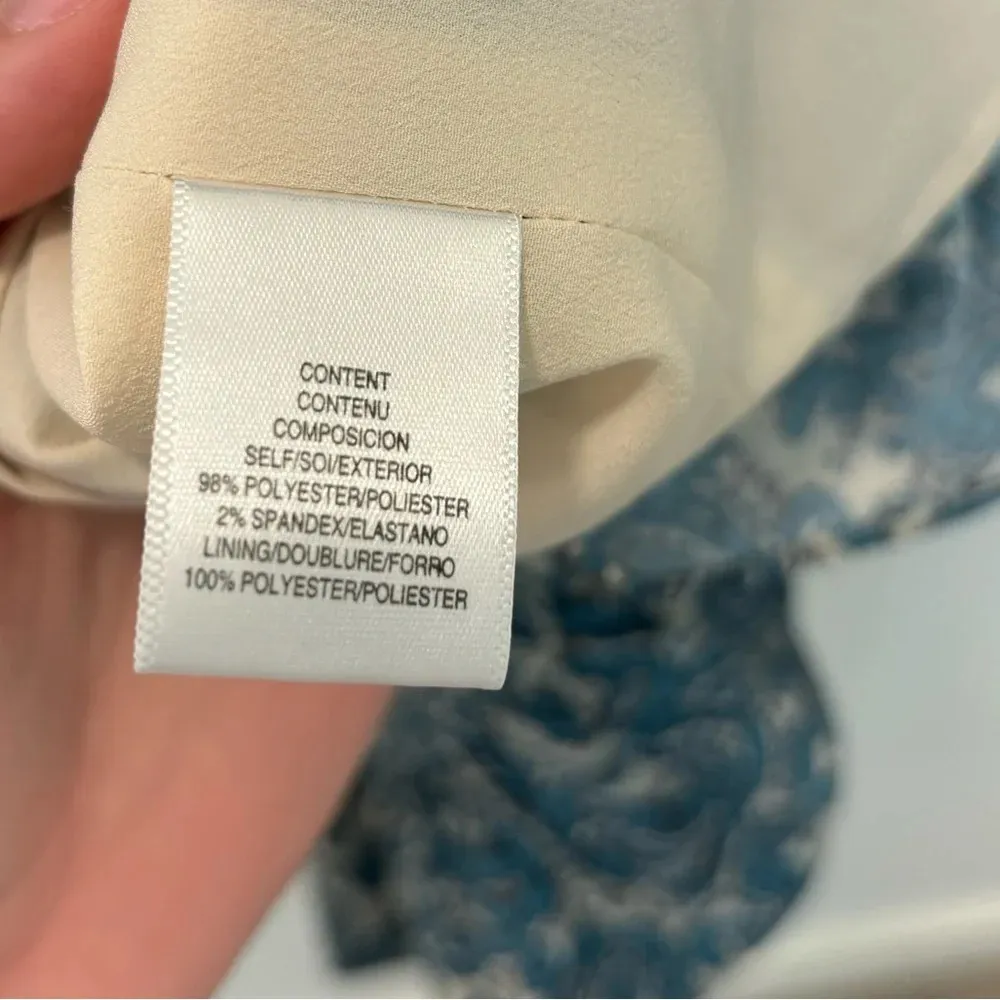 CONTENT
CONTENU
COMPOSICION
SELF/SOI/EXTERIOR
98% POLYESTER/POLIESTER
2% SPANDEX/ELASTANO
LINING/DOUBLURE/FORRO
100% POLYESTER/POLIESTER